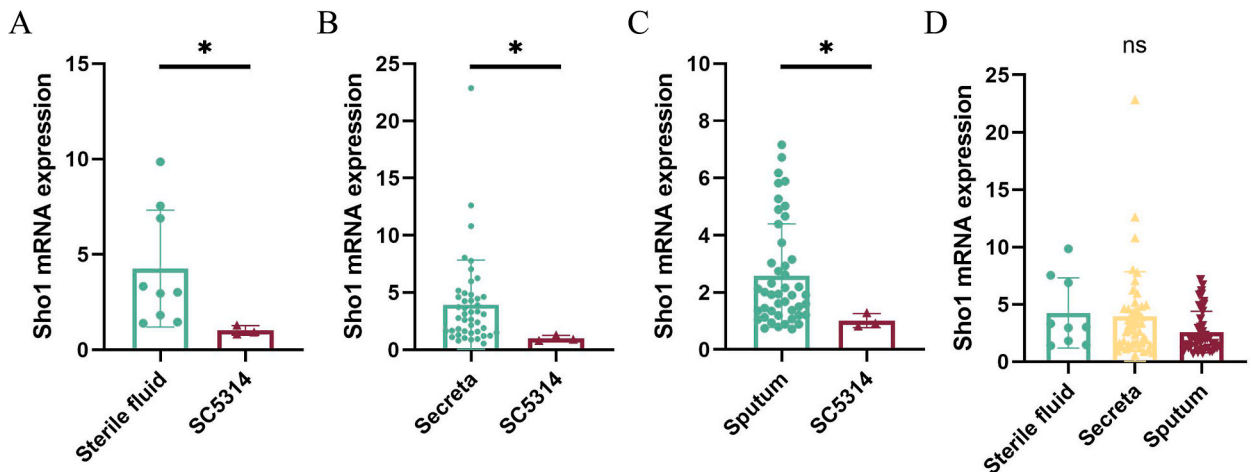 A
Sho1 mRNA expression
15
10
5
0
*
Sterile fluid
SC5314
B
Sho1 mRNA expression
25
20
15
10
5
0
*
Secreta
SC5314
C
Sho1 mRNA expression
10
8
6
4
2
0
*
Sputum
SC5314
D
Sho1 mRNA expression
25
20
15
10
5
0
ns
Sterile fluid
Secreta
Sputum